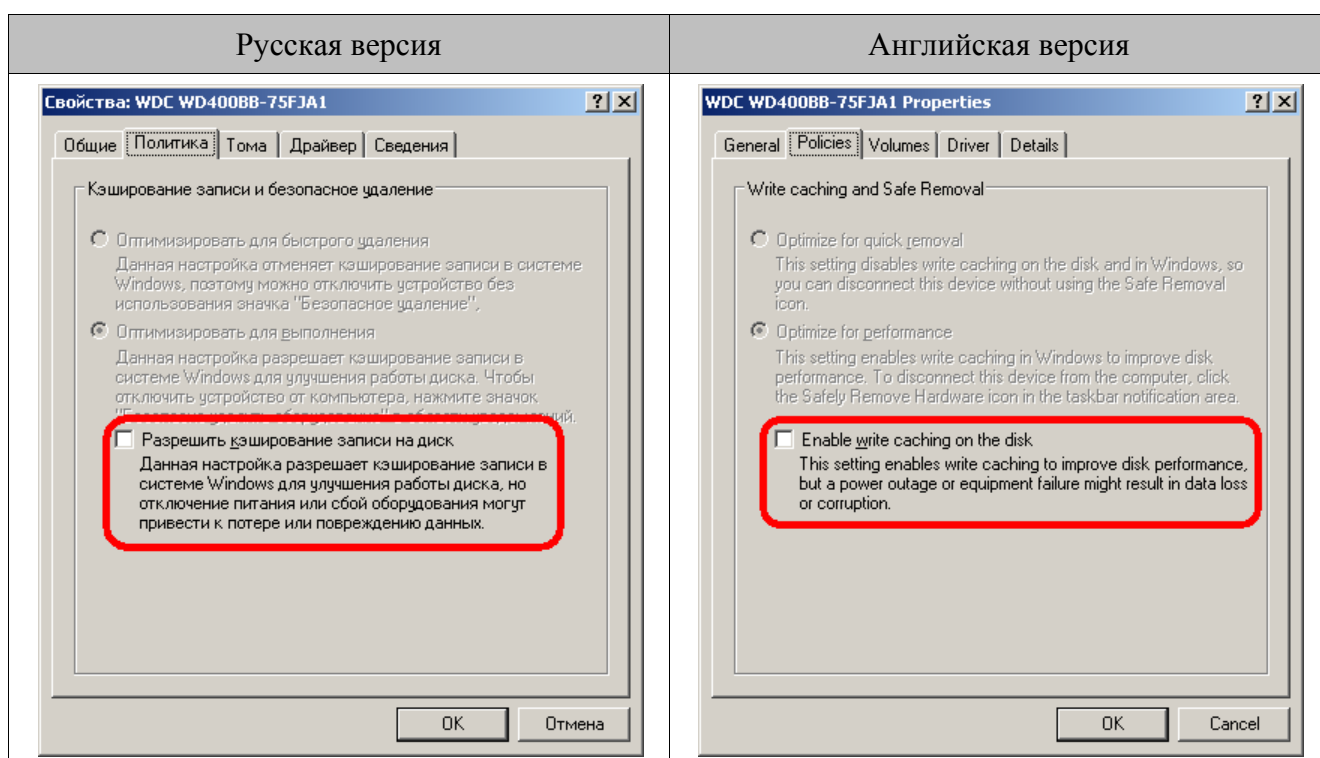 Русская версия
Английская версия
Свойства: WDC WD400BB-75FJA1
Общие Политика Тома Драйвер Сведения
Кэширование записи и безопасное удаление
Оптимизировать для быстрого удаления
Данная настройка отменяет кэширование записи в системе
Windows, поэтому можно отключить устройство без
использования значка "Безопасное удаление",
Оптимизировать для выполнения
Данная настройка разрешает кэширование записи в
системе Windows для улучшения работы диска. Чтобы
отключить устройство от компьютера, нажмите значок
Разрешить кэширование записи на диск
Данная настройка разрешает кэширование записи в
системе Windows для улучшения работы диска, но
отключение питания или сбой оборудования могут
привести к потере или повреждению данных.
OK Отмена
WDC WD400BB-75FJA1 Properties
General Policies Volumes Driver Details
Write caching and Safe Removal
Optimize for quick removal
This setting disables write caching on the disk and in Windows, so
you can disconnect this device without using the Safe Removal
icon.
Optimize for performance
This setting enables write caching in Windows to improve disk
performance. To disconnect this device from the computer, click
the Safely Remove Hardware icon in the taskbar notification area.
Enable write caching on the disk
This setting enables write caching to improve disk performance,
but a power outage or equipment failure might result in data loss
or corruption.
OK Cancel